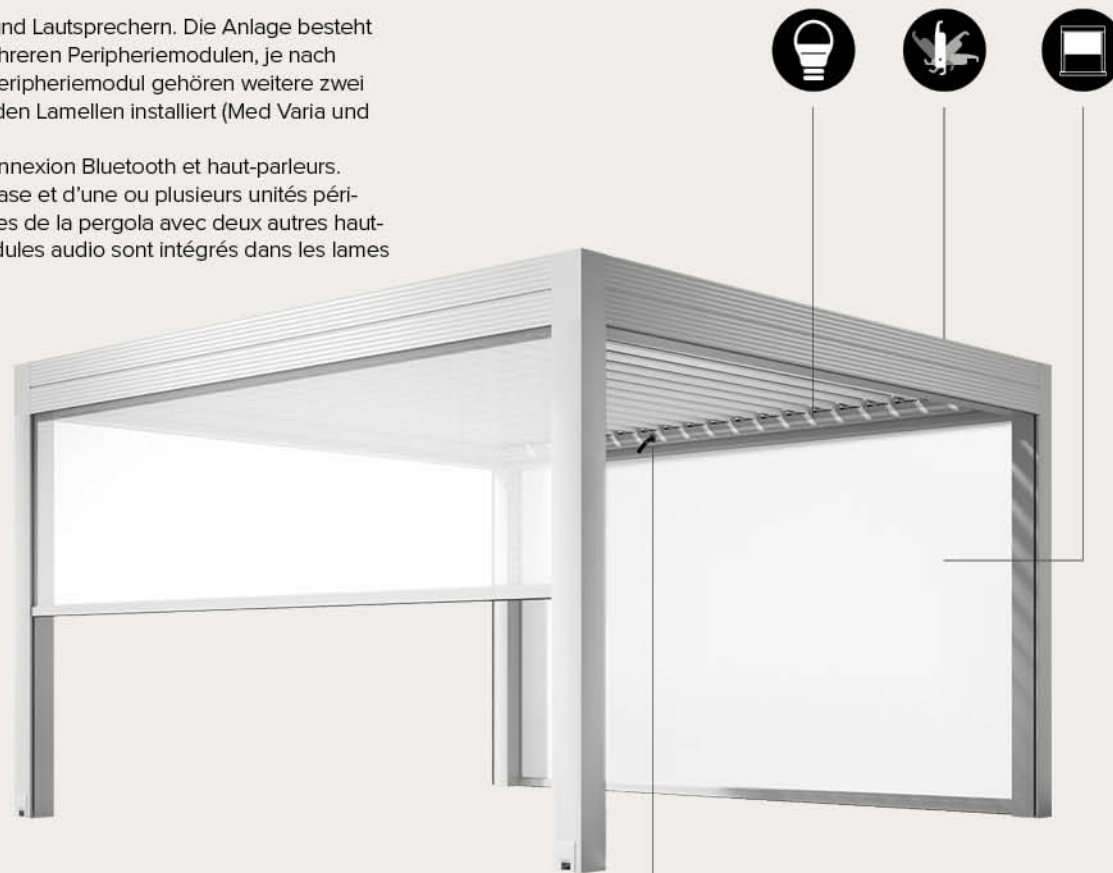 nd Lautsprechern. Die Anlage besteht
hreren Peripheriemodulen, je nach
eripheriemodul gehören weitere zwei
den Lamellen installiert (Med Varia und
nnexion Bluetooth et haut-parleurs.
ase et d'une ou plusieurs unités péri-
es de la pergola avec deux autres haut-
dules audio sont intégrés dans les lames